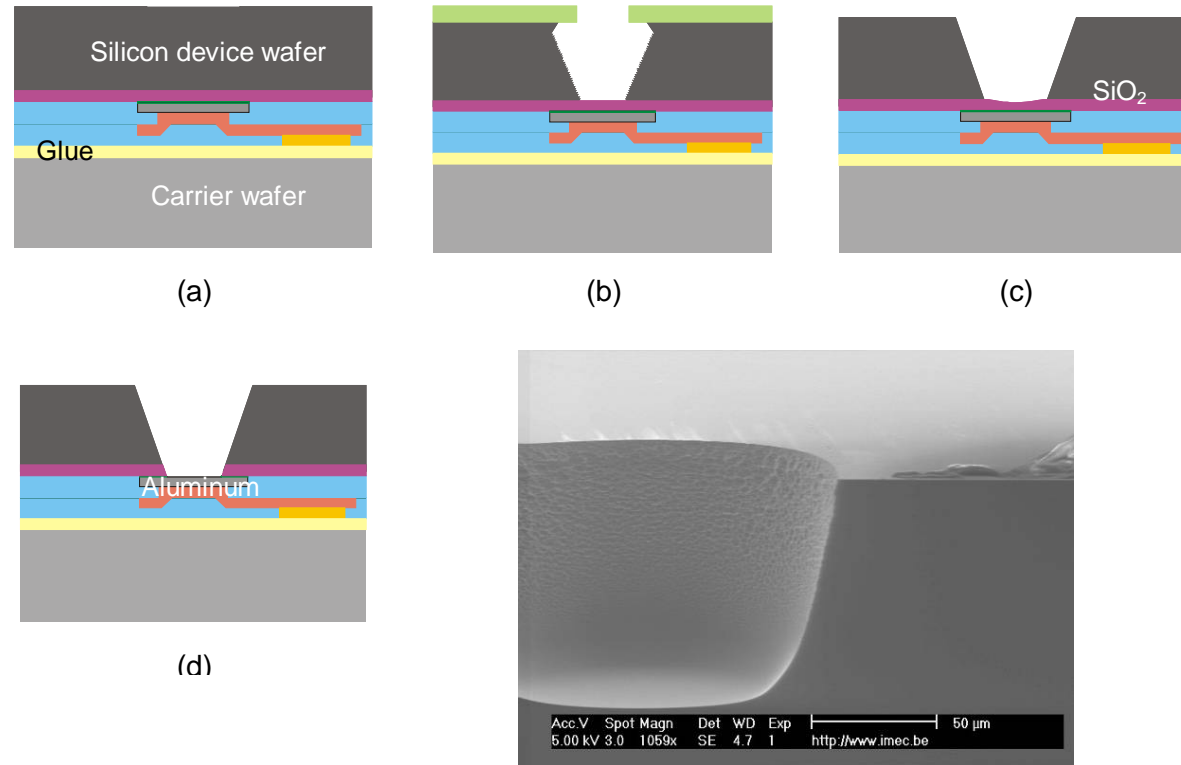 Silicon device wafer
Glue
Carrier wafer
(a)
(b)
SiO₂
(c)
Aluminum
(d)
Acc.V Spot Magn Det WD Exp 50 µm
5.00 kV 3.0 1059x SE 4.7 1 http://www.imec.be